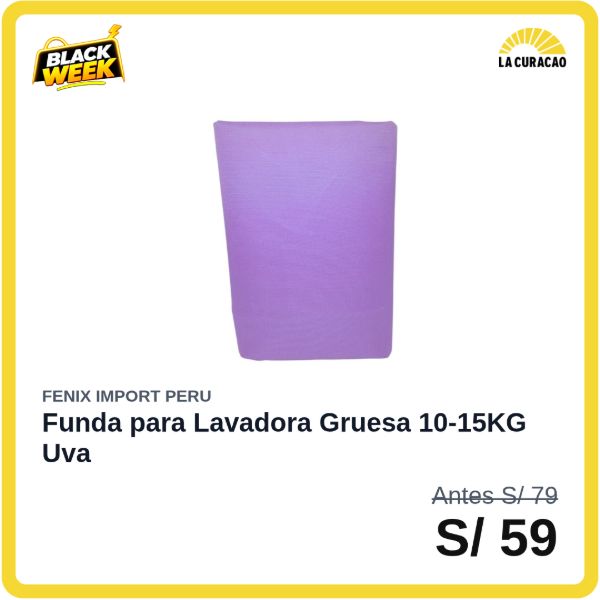 BLACK
WEEK
LA CURACAO
FENIX IMPORT PERU
Funda para Lavadora Gruesa 10-15KG
Uva
Antes S/ 79
S/ 59